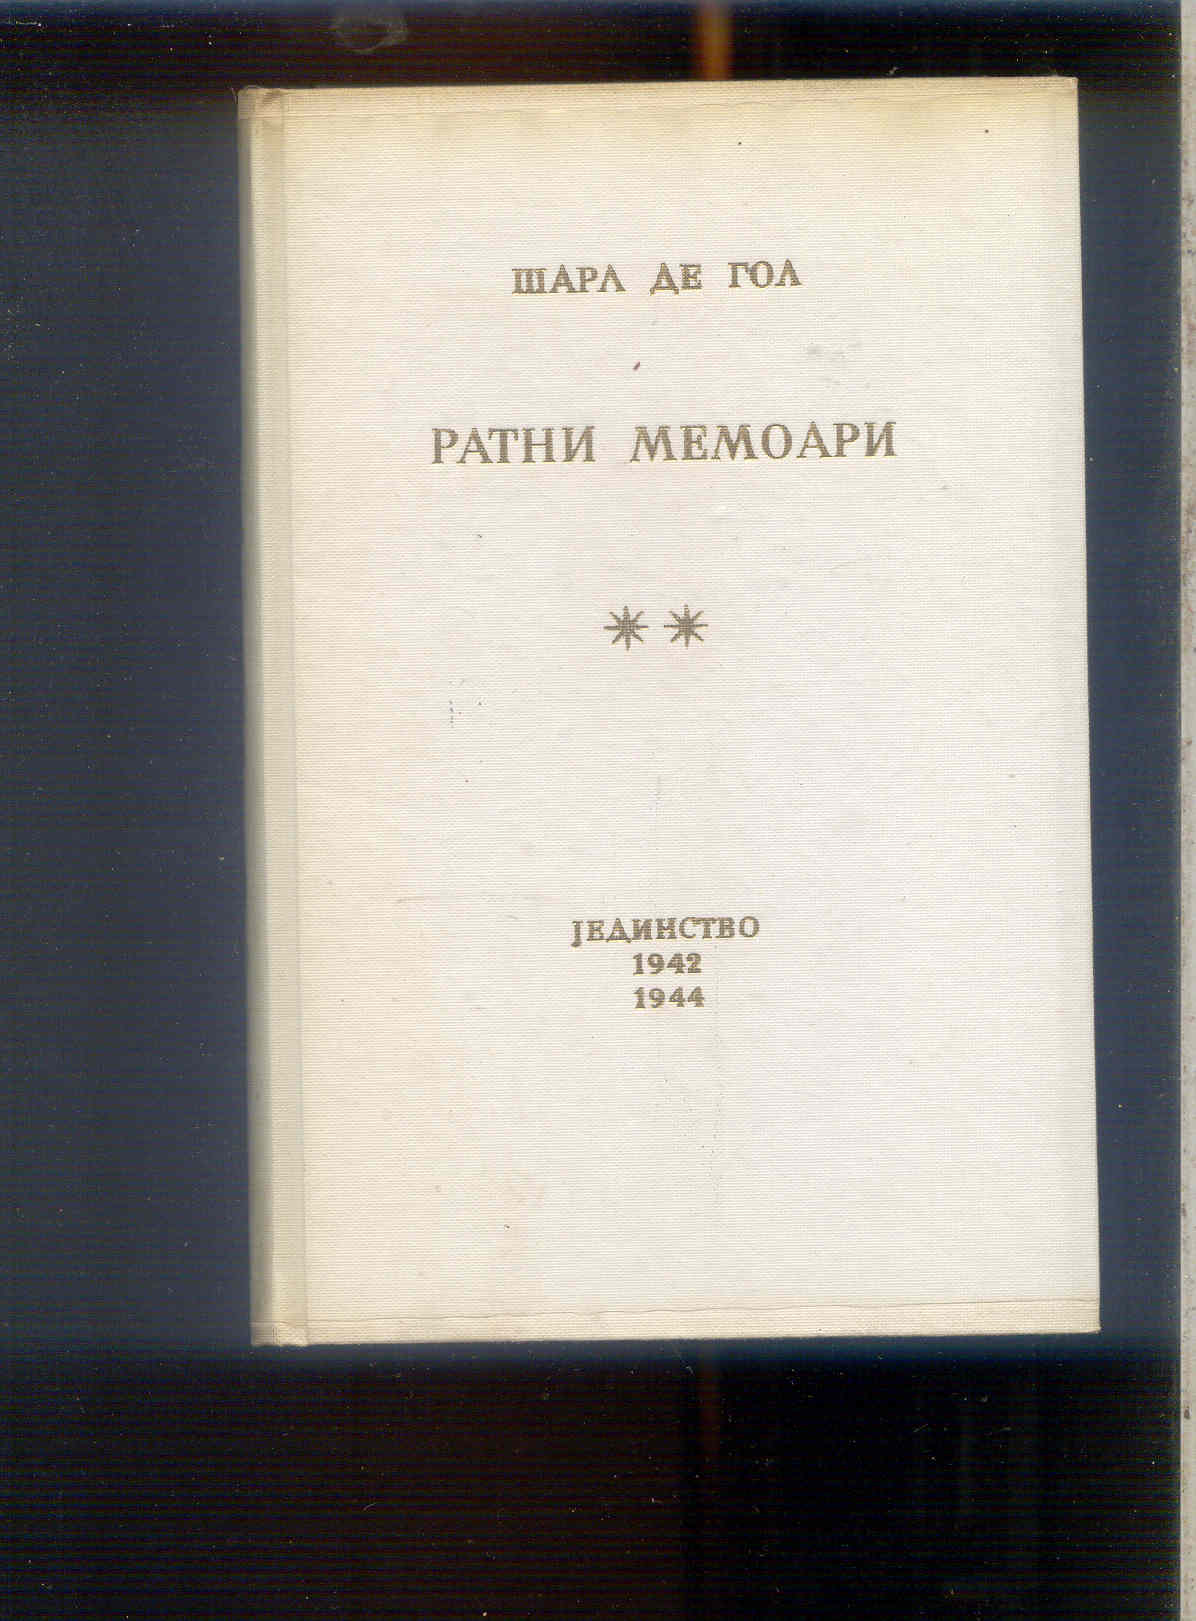 ШАРЛ ДЕ ГОЛ
РАТНИ МЕМОАРИ
ЈЕДИНСТВО
1942
1944